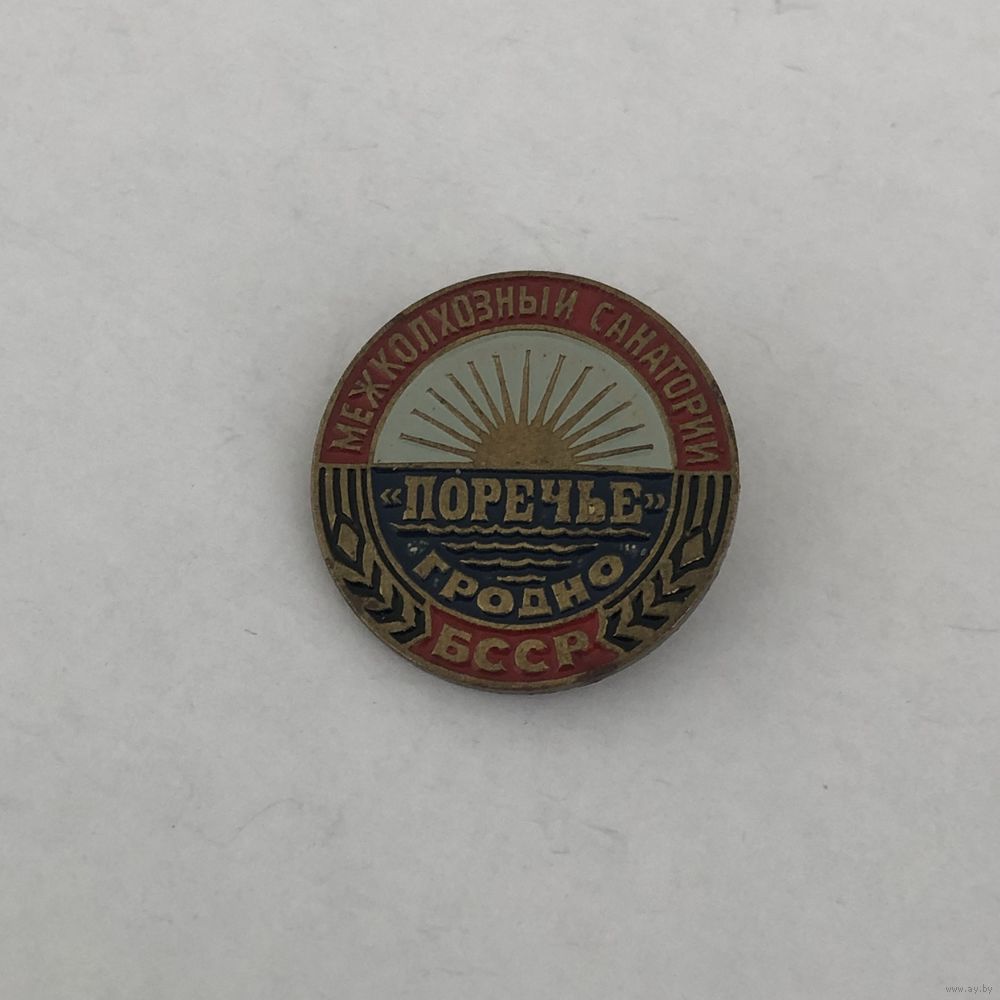 МЕЖКОЛХОЗНЫЙ САНАТОРИЙ
«ПОРЕЧЬЕ»
ГРОДНО
БССР
www.ay.by